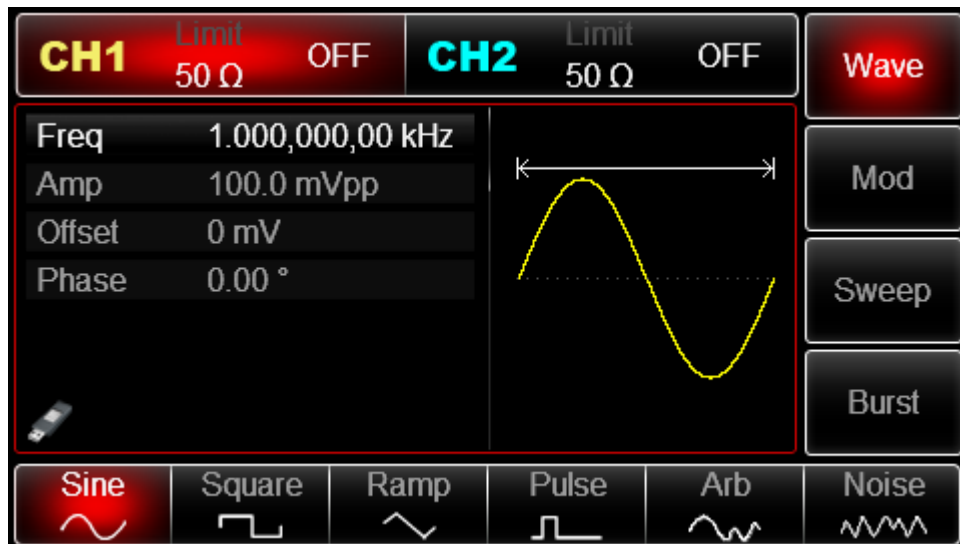 CH1 Limit 50 Ω OFF
CH2 Limit 50 Ω OFF
Wave
Freq 1.000,000,00 kHz
Amp 100.0 mVpp
Offset 0 mV
Phase 0.00 °
Mod
Sweep
Burst
Sine Square Ramp Pulse Arb Noise